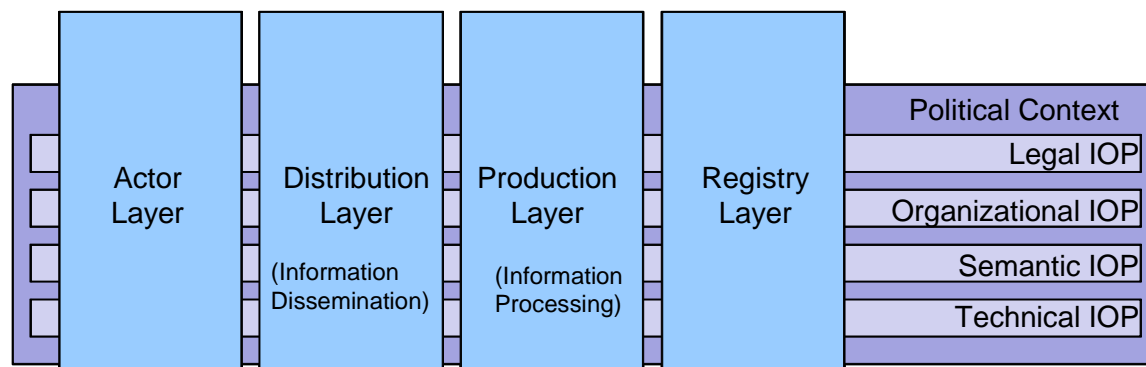 Actor
Layer
Distribution
Layer
(Information
Dissemination)
Production
Layer
(Information
Processing)
Registry
Layer
Political Context
Legal IOP
Organizational IOP
Semantic IOP
Technical IOP